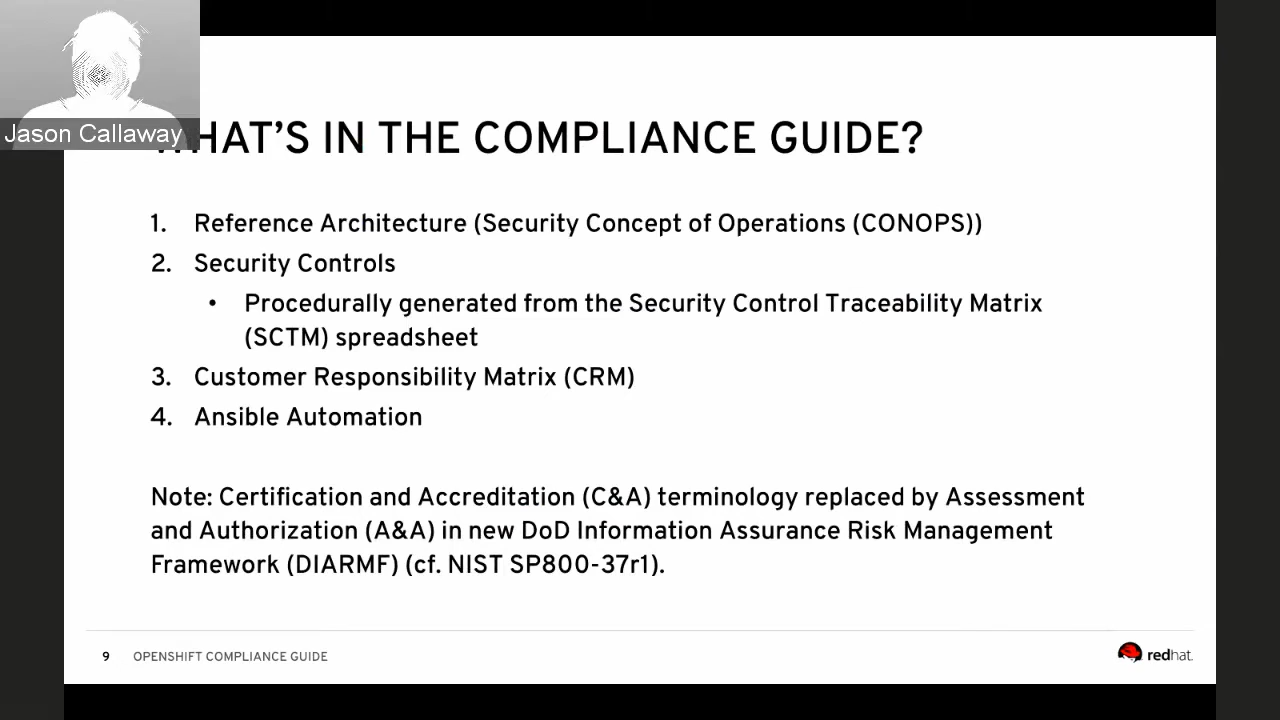 Jason Callaway
WHAT'S IN THE COMPLIANCE GUIDE?
1. Reference Architecture (Security Concept of Operations (CONOPS))
2. Security Controls
• Procedurally generated from the Security Control Traceability Matrix
(SCTM) spreadsheet
3. Customer Responsibility Matrix (CRM)
4. Ansible Automation
Note: Certification and Accreditation (C&A) terminology replaced by Assessment
and Authorization (A&A) in new DoD Information Assurance Risk Management
Framework (DIARMF) (cf. NIST SP800-37r1).
9 OPENSHIFT COMPLIANCE GUIDE
redhat.